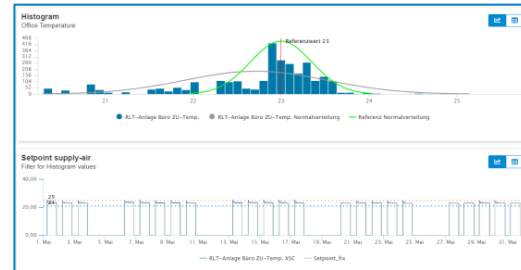 Histogram
Office Temperature
Referenzwert 23
468
416
364
312
260
208
156
104
52
0
21 22 23 24 25
RLT-Anlage Büro ZU-Temp. RLT-Anlage Büro ZU-Temp. Normalverteilung Referenz Normalverteilung
Setpoint supply-air
Filter for Histogram values
40,00
25
21
20,00
0,00
1. Mai 3. Mai 5. Mai 7. Mai 9. Mai 11. Mai 13. Mai 15. Mai 17. Mai 19. Mai 21. Mai 23. Mai 25. Mai 27. Mai 29. Mai 31. Mai
RLT-Anlage Büro ZU-Temp. XSC Setpoint_fix